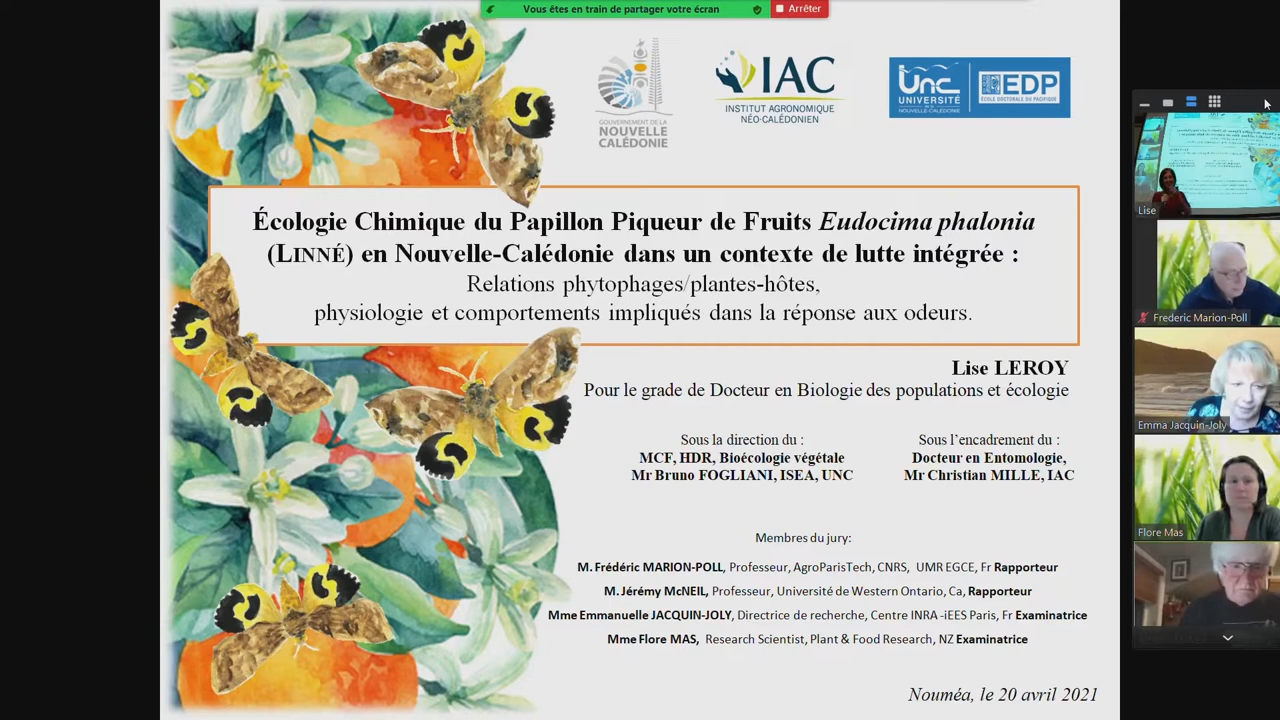 Vous êtes en train de partager votre écran
Arrêter
GOUVERNEMENT DE LA
NOUVELLE
CALÉDONIE
IAC
INSTITUT AGRONOMIQUE
NÉO-CALÉDONIEN
UNC
UNIVERSITÉ
DE LA
NOUVELLE-CALÉDONIE
EDP
ÉCOLE DOCTORALE DU PACIFIQUE
Écologie Chimique du Papillon Piqueur de Fruits Eudocima phalonia
(LINNÉ) en Nouvelle-Calédonie dans un contexte de lutte intégrée :
Relations phytophages/plantes-hôtes,
physiologie et comportements impliqués dans la réponse aux odeurs.
Lise LEROY
Pour le grade de Docteur en Biologie des populations et écologie
Sous la direction du :
MCF, HDR, Bioécologie végétale
Mr Bruno FOGLIANI, ISEA, UNC
Sous l'encadrement du :
Docteur en Entomologie,
Mr Christian MILLE, IAC
Membres du jury:
M. Frédéric MARION-POLL, Professeur, AgroParisTech, CNRS, UMR EGCE, Fr Rapporteur
M. Jérémy McNEIL, Professeur, Université de Western Ontario, Ca, Rapporteur
Mme Emmanuelle JACQUIN-JOLY, Directrice de recherche, Centre INRA -iEES Paris, Fr Examinatrice
Mme Flore MAS, Research Scientist, Plant & Food Research, NZ Examinatrice
Nouméa, le 20 avril 2021
Lise
Frederic Marion-Poll
Emma Jacquin-Joly
Flore Mas